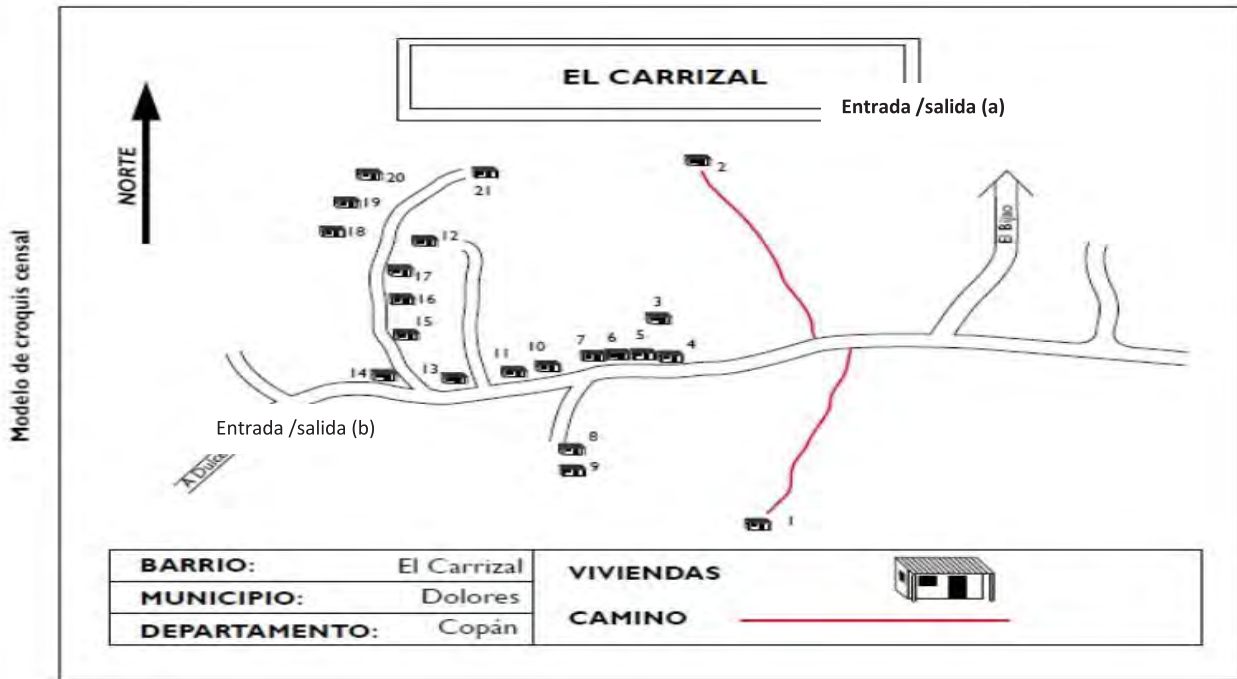 Modelo de croquis censal
EL CARRIZAL
Entrada /salida (a)
NORTE
2
20
21
19
18
12
El Bijao
17
16
3
15
7
6
5
4
11
10
14
13
Entrada /salida (b)
8
A Dulce
9
1
BARRIO: El Carrizal
MUNICIPIO: Dolores
DEPARTAMENTO: Copán
VIVIENDAS
CAMINO